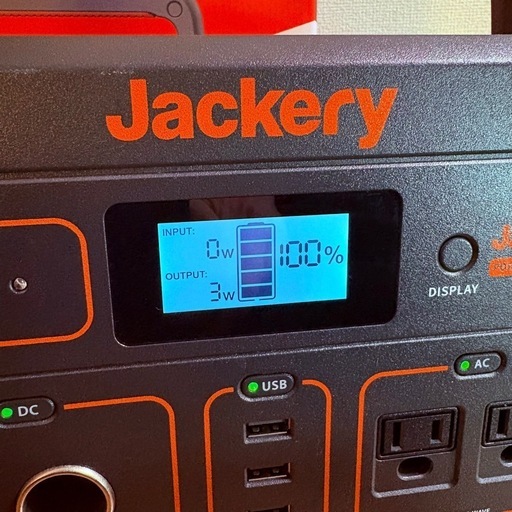 Jackery
INPUT:
0W
100%
OUTPUT:
3W
DISPLAY
DC
USB
AC